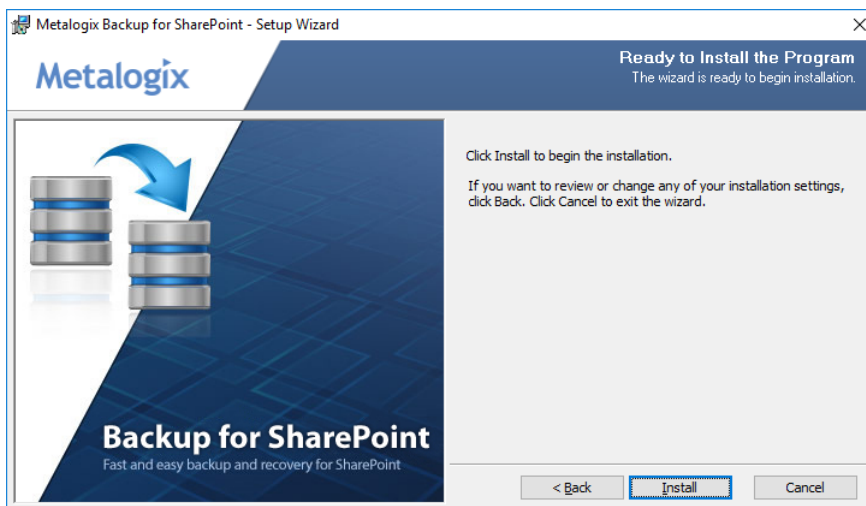 Metalogix Backup for SharePoint - Setup Wizard
Metalogix
Ready to Install the Program
The wizard is ready to begin installation.
Click Install to begin the installation.
If you want to review or change any of your installation settings,
click Back. Click Cancel to exit the wizard.
Backup for SharePoint
Fast and easy backup and recovery for SharePoint
< Back
Install
Cancel